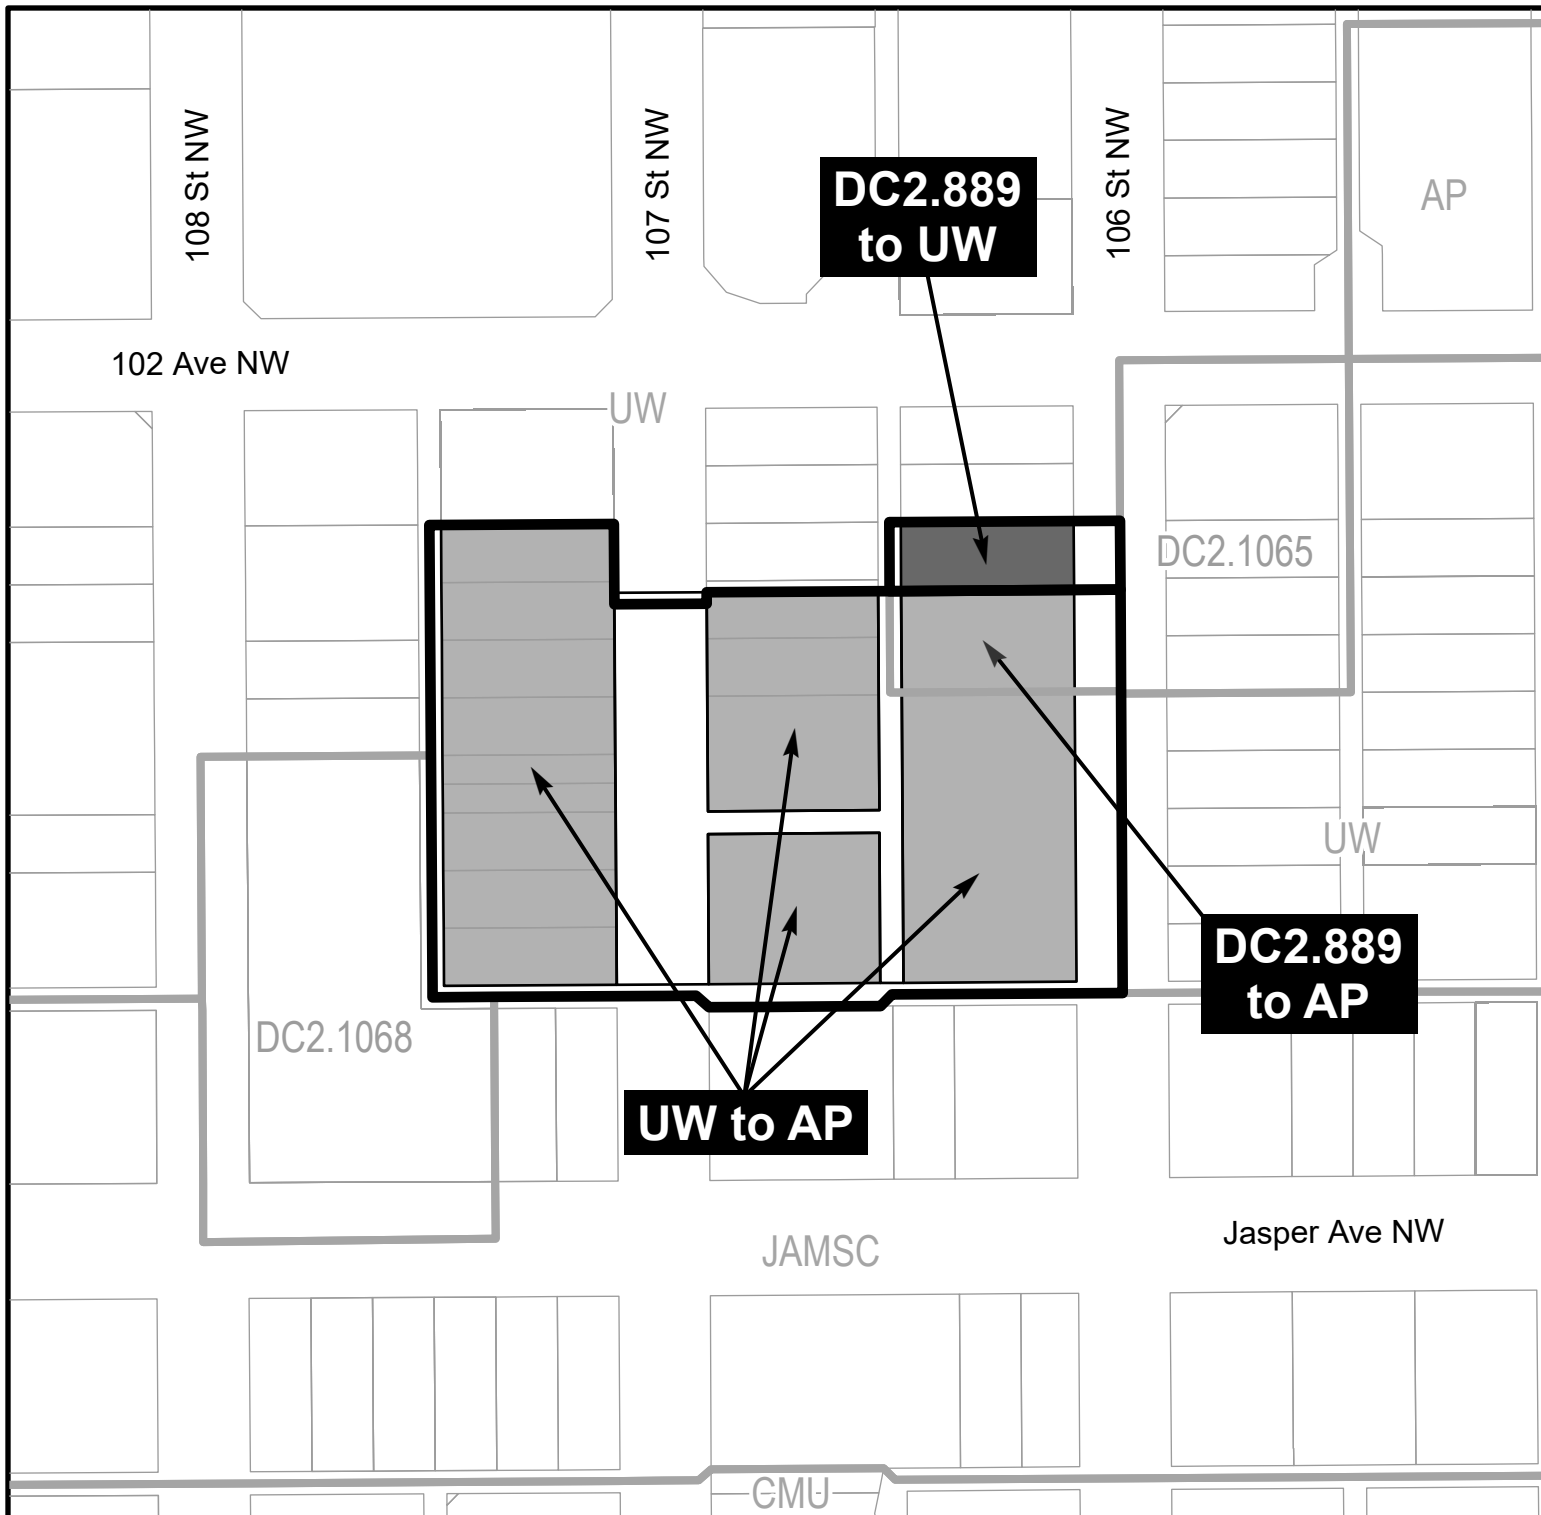 108 St NW
107 St NW
106 St NW
DC2.889
to UW
AP
102 Ave NW
UW
DC2.1065
UW
DC2.889
to AP
DC2.1068
UW to AP
Jasper Ave NW
JAMSC
CMU